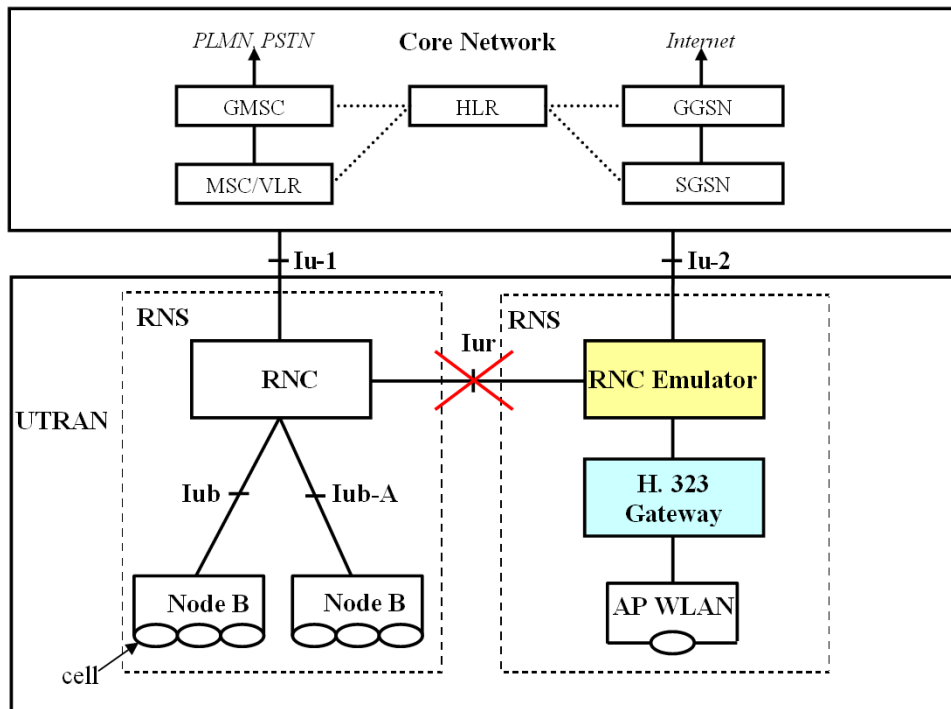 PLMN, PSTN
Core Network
Internet
GMSC
HLR
GGSN
MSC/VLR
SGSN
Iu-1
Iu-2
RNS
RNS
Iur
RNC
RNC Emulator
UTRAN
Iub
Iub-A
H. 323
Gateway
Node B
Node B
AP WLAN
cell